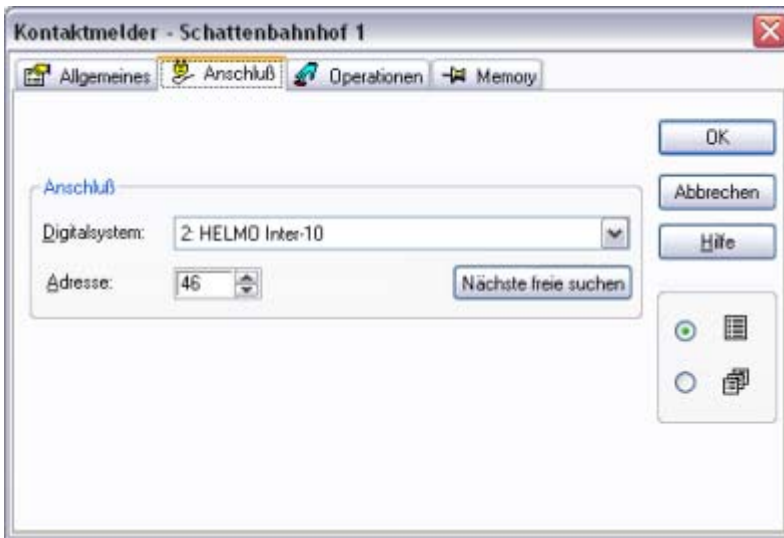 Kontaktmelder - Schattenbahnhof 1
Allgemeines Anschluß Operationen Memory
OK
Anschluß
Abbrechen
Digitalsystem: 2: HELMO Inter-10
Hilfe
Adresse: 46 Nächste freie suchen